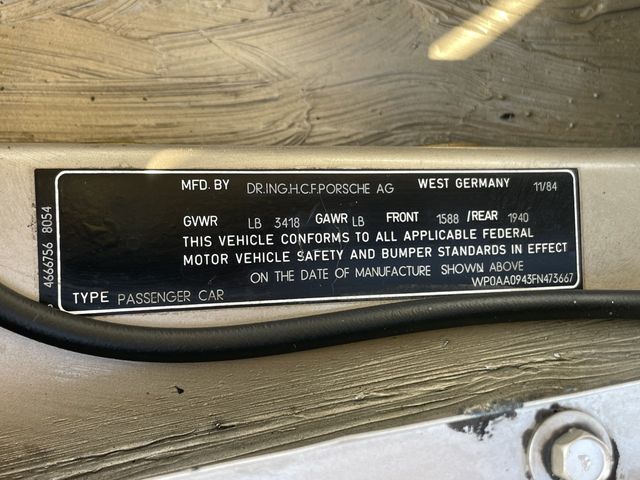 MFD. BY DR.ING.H.C.F.PORSCHE AG WEST GERMANY 11/84
GVWR LB 3418 GAWR LB FRONT 1588 /REAR 1940
THIS VEHICLE CONFORMS TO ALL APPLICABLE FEDERAL
MOTOR VEHICLE SAFETY AND BUMPER STANDARDS IN EFFECT
ON THE DATE OF MANUFACTURE SHOWN ABOVE
WP0AA0943FN473667
TYPE PASSENGER CAR
4666756 8054